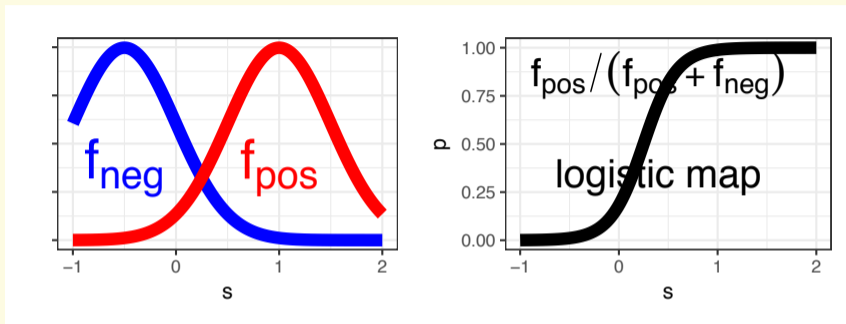 f_neg
f_pos
−1 0 1 2
s
1.00
0.75
0.50
0.25
0.00
p
f_pos/(f_pos + f_neg)
logistic map
−1 0 1 2
s